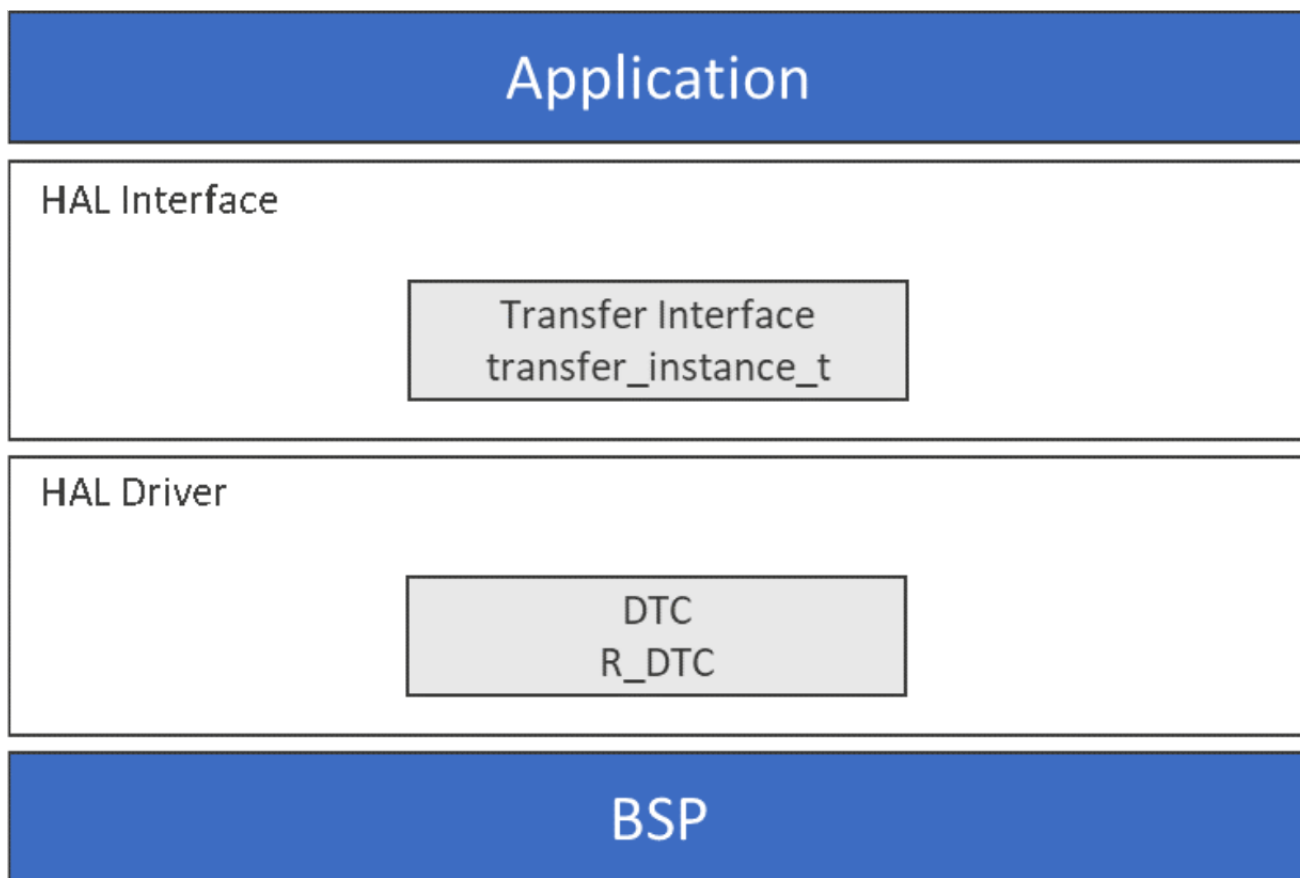 Application
HAL Interface
Transfer Interface
transfer_instance_t
HAL Driver
DTC
R_DTC
BSP